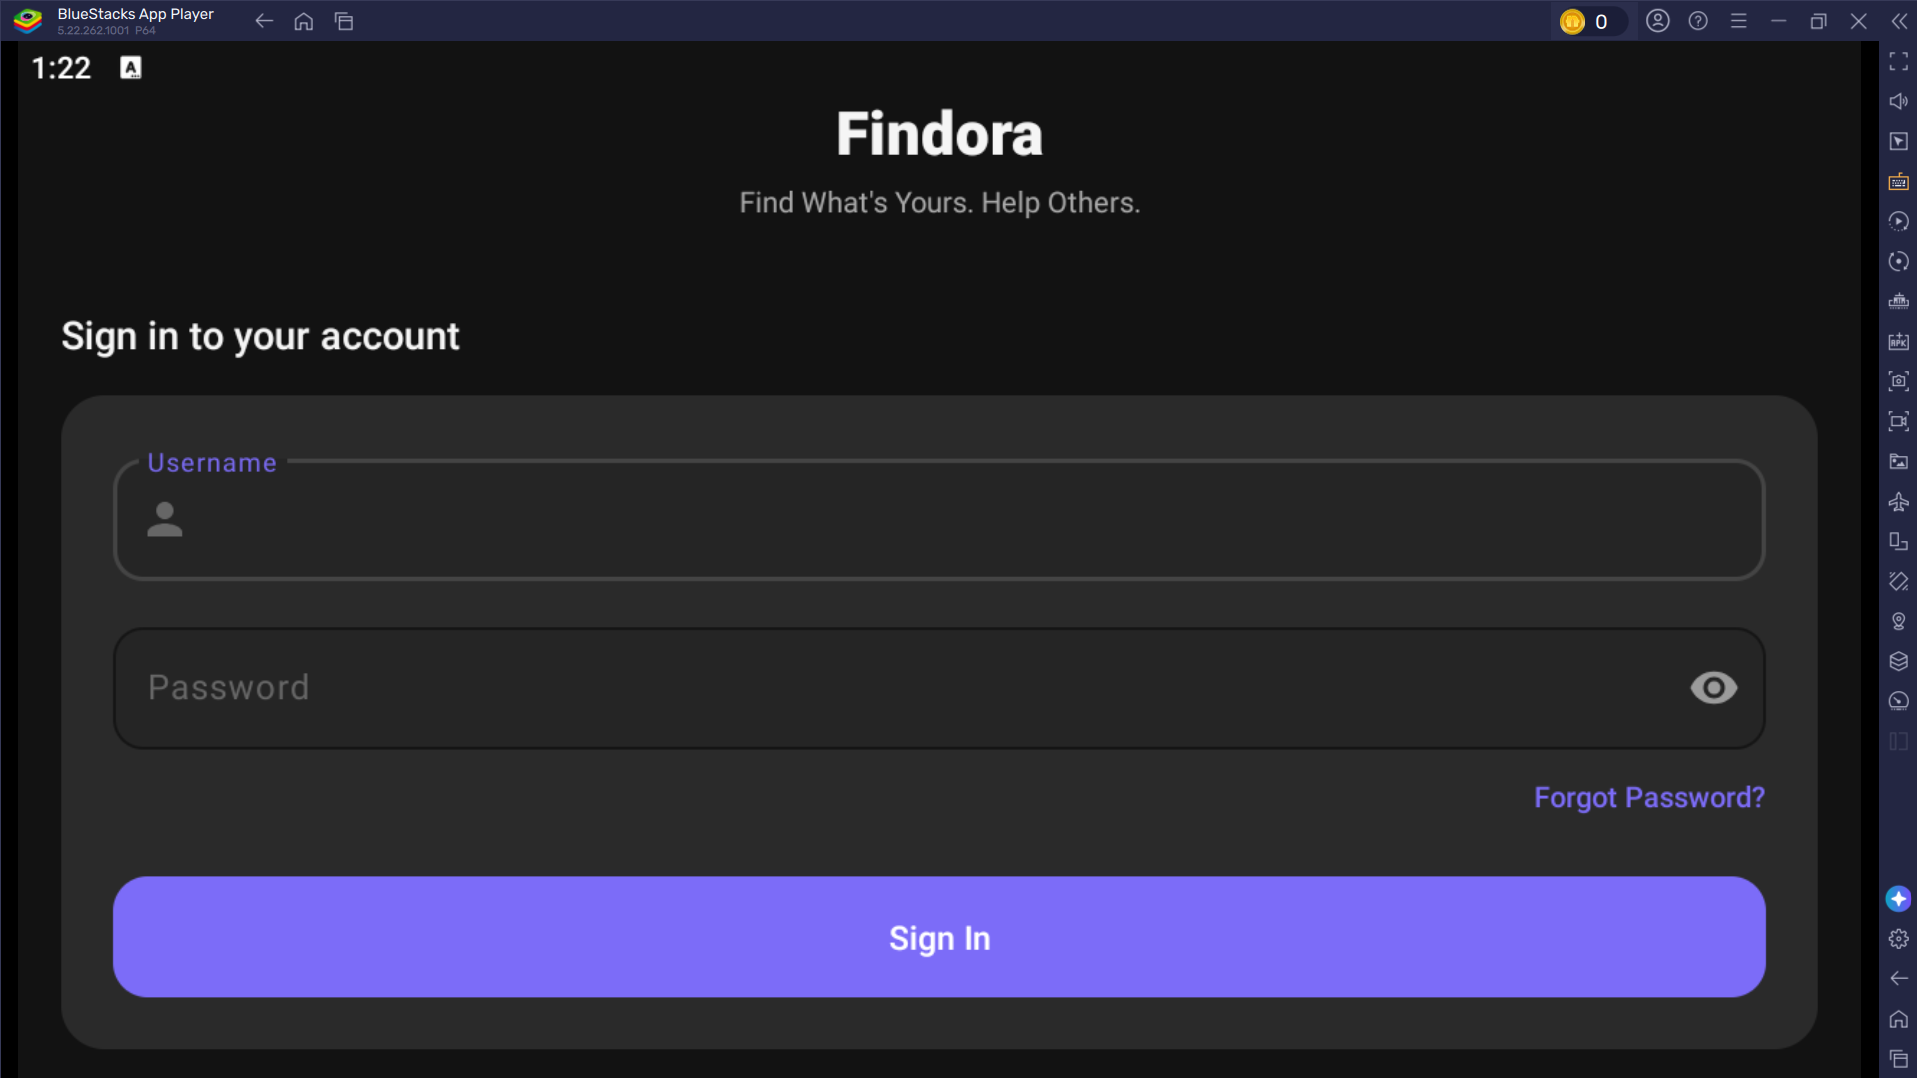 BlueStacks App Player
5.22.262.1001 P64
0
1:22
A
Findora
Find What's Yours. Help Others.
Sign in to your account
Username
Password
Forgot Password?
Sign In